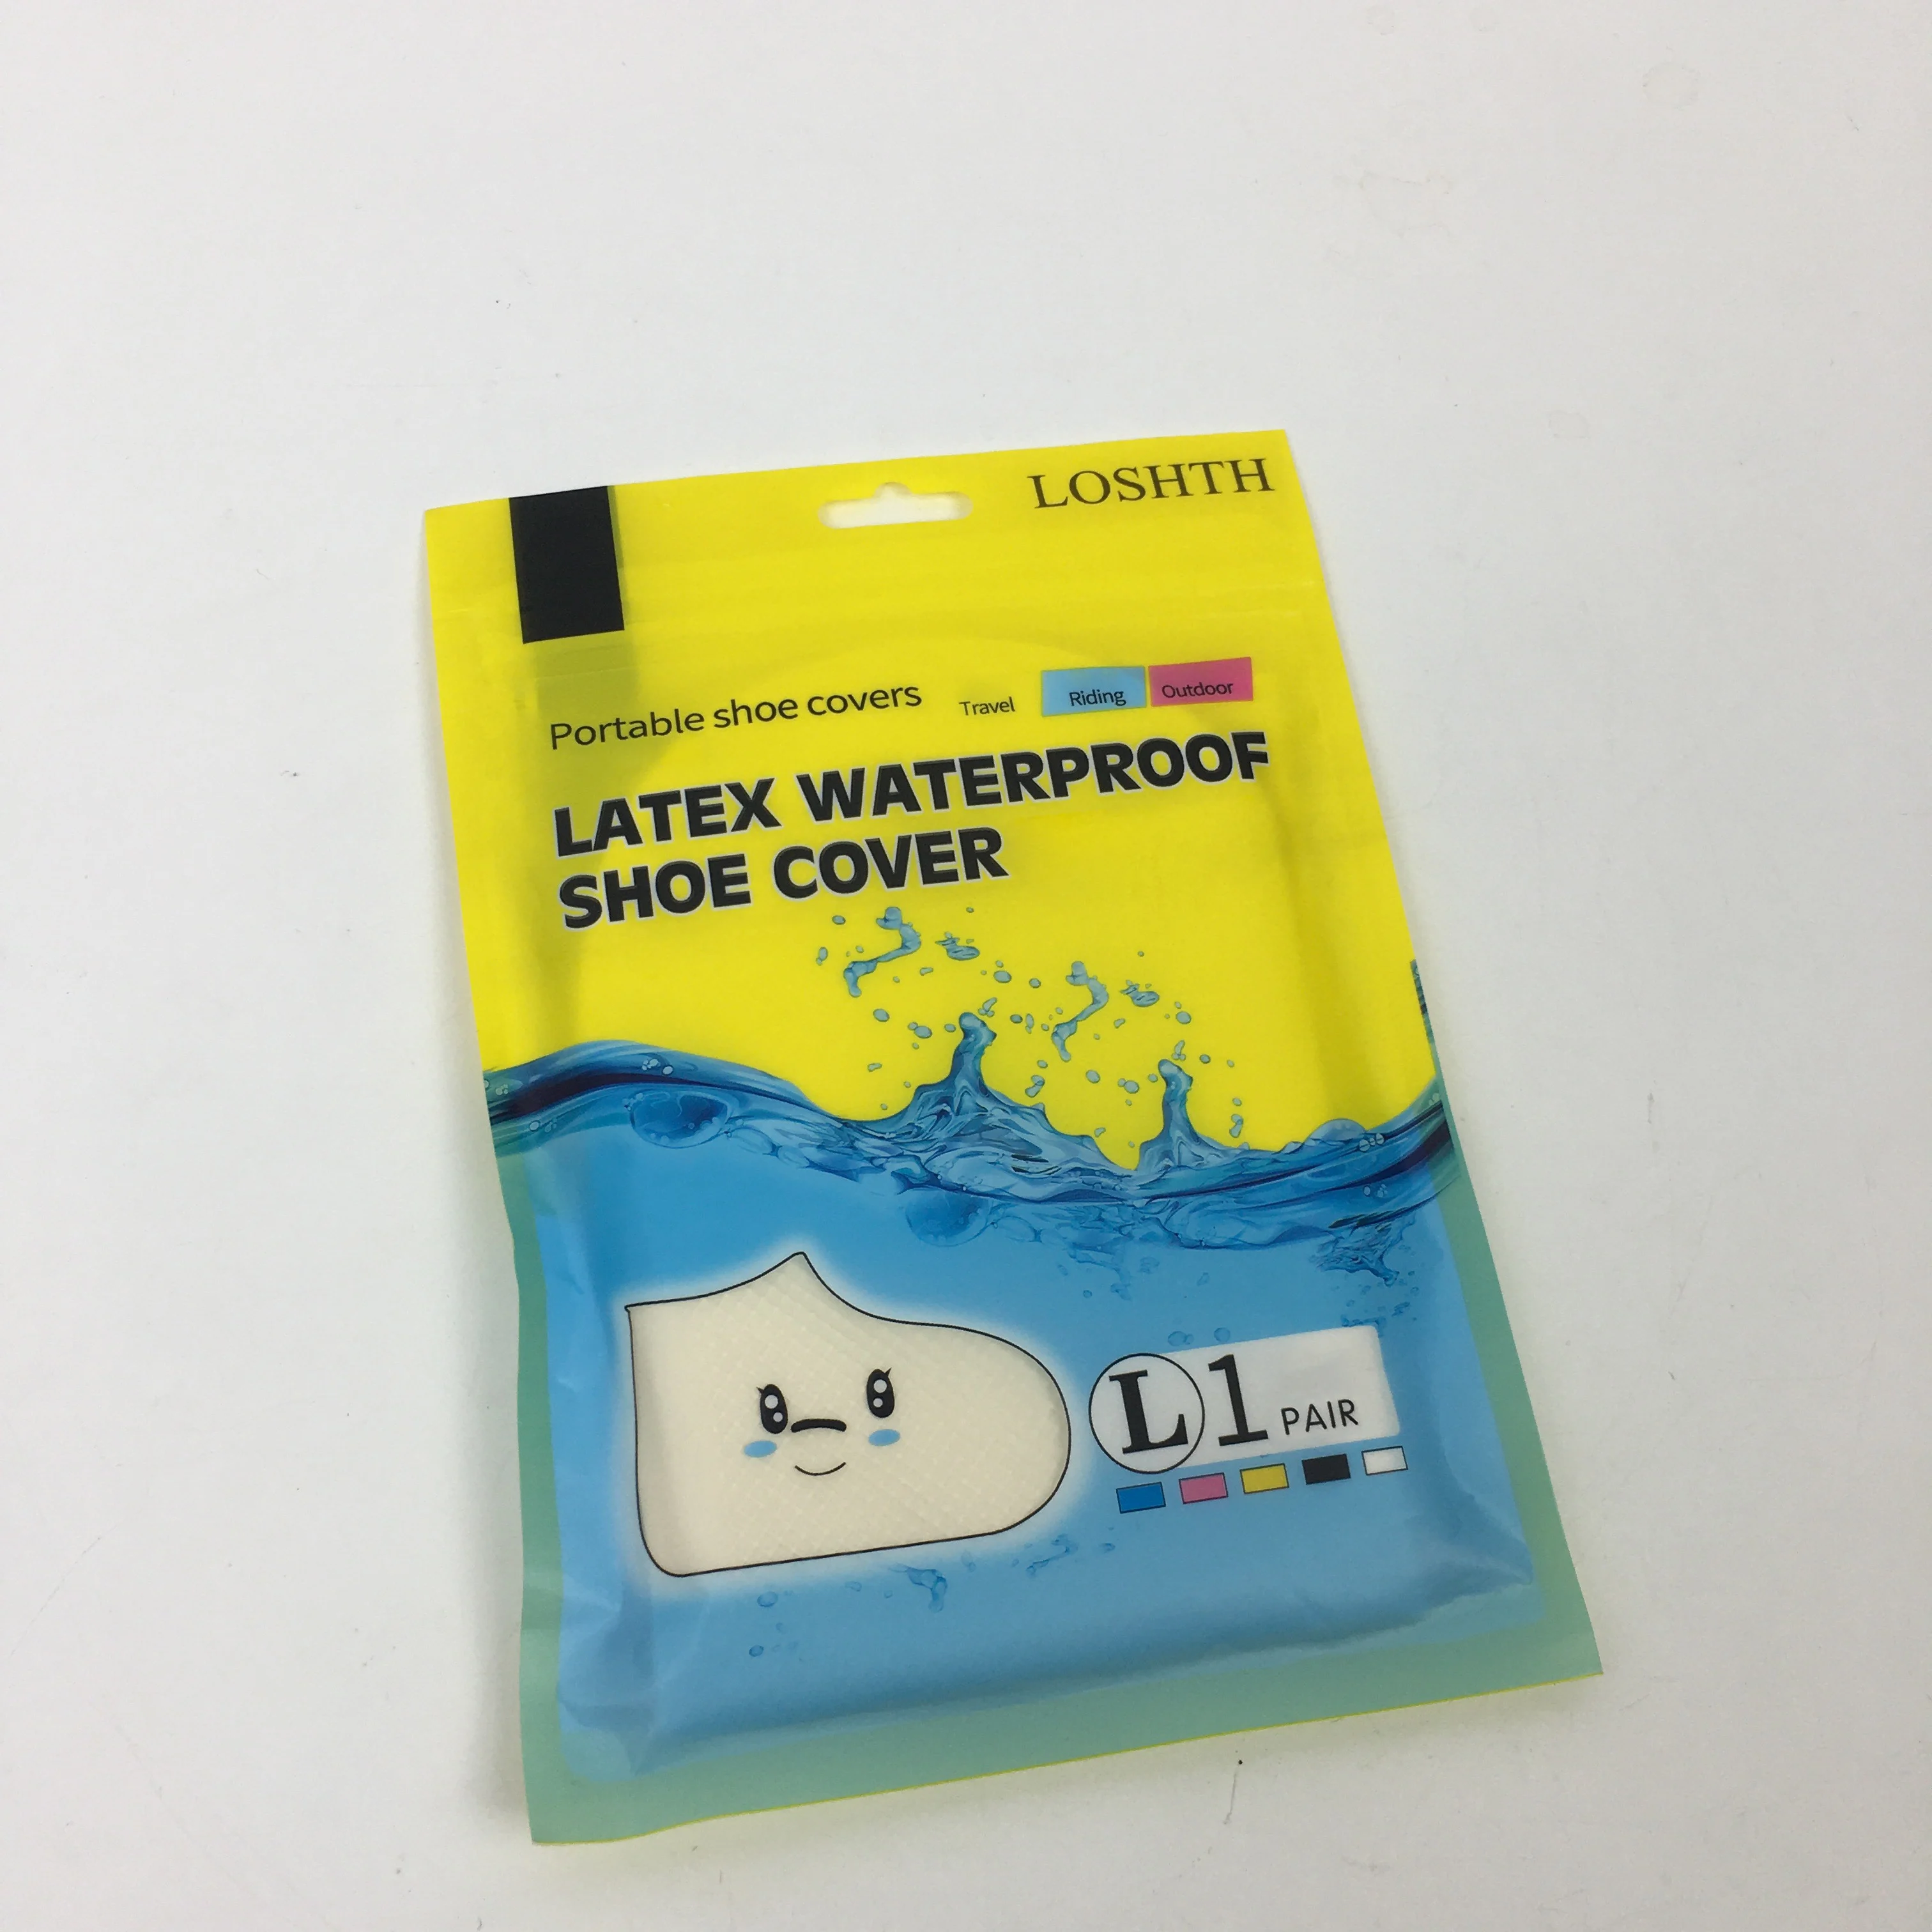 LOSHTH
Portable shoe covers Travel Riding Outdoor
LATEX WATERPROOF
SHOE COVER
L 1 PAIR